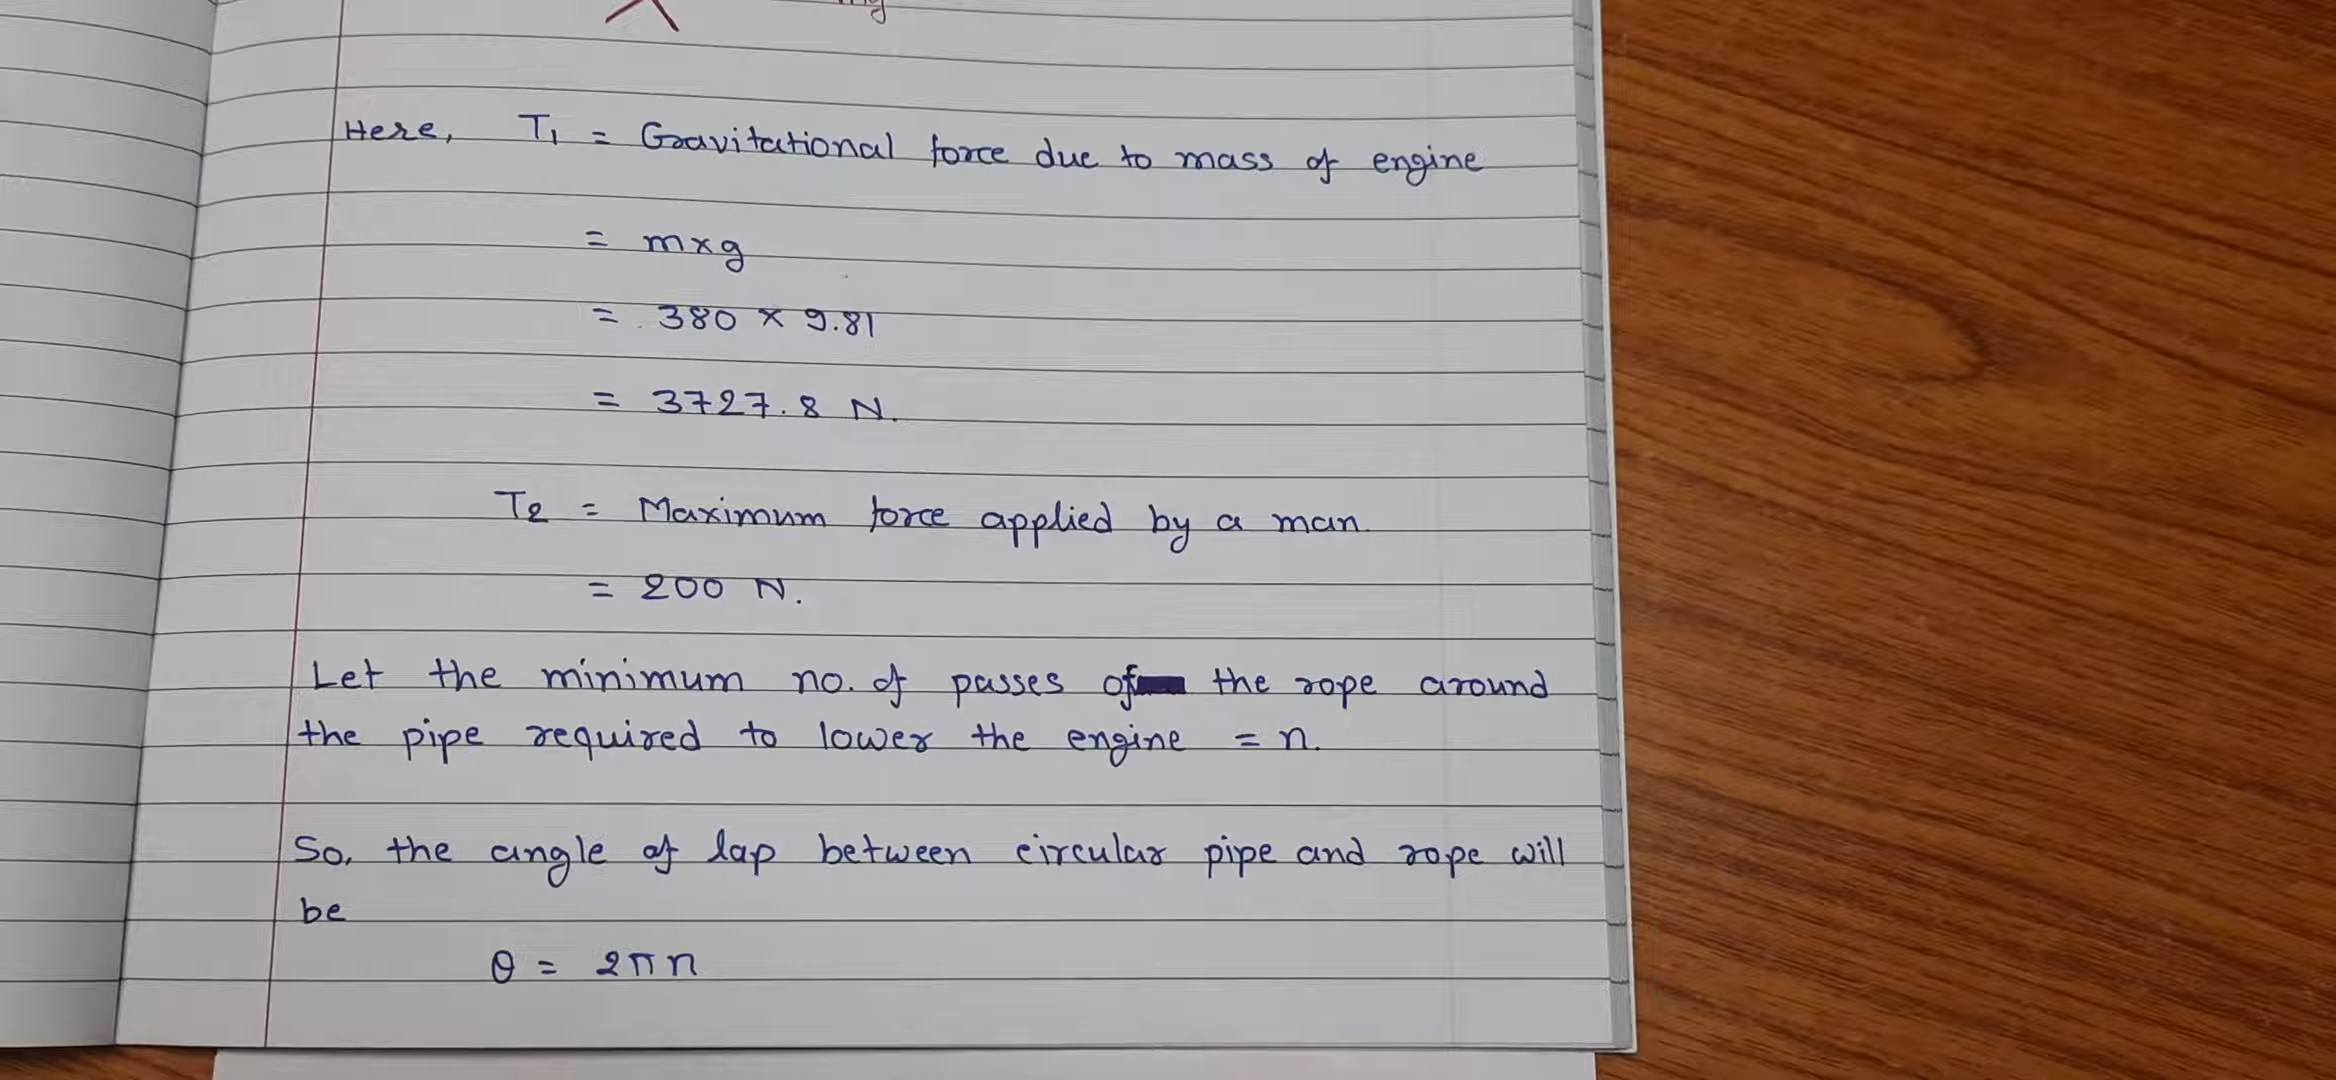 Here, T1 = Gravitational force due to mass of engine
= m×g
= 380 × 9.81
= 3727.8 N.
T2 = Maximum force applied by a man.
= 200 N.
Let the minimum no. of passes of the rope around
the pipe required to lower the engine = n.
So, the angle of lap between circular pipe and rope will
be
θ = 2πn